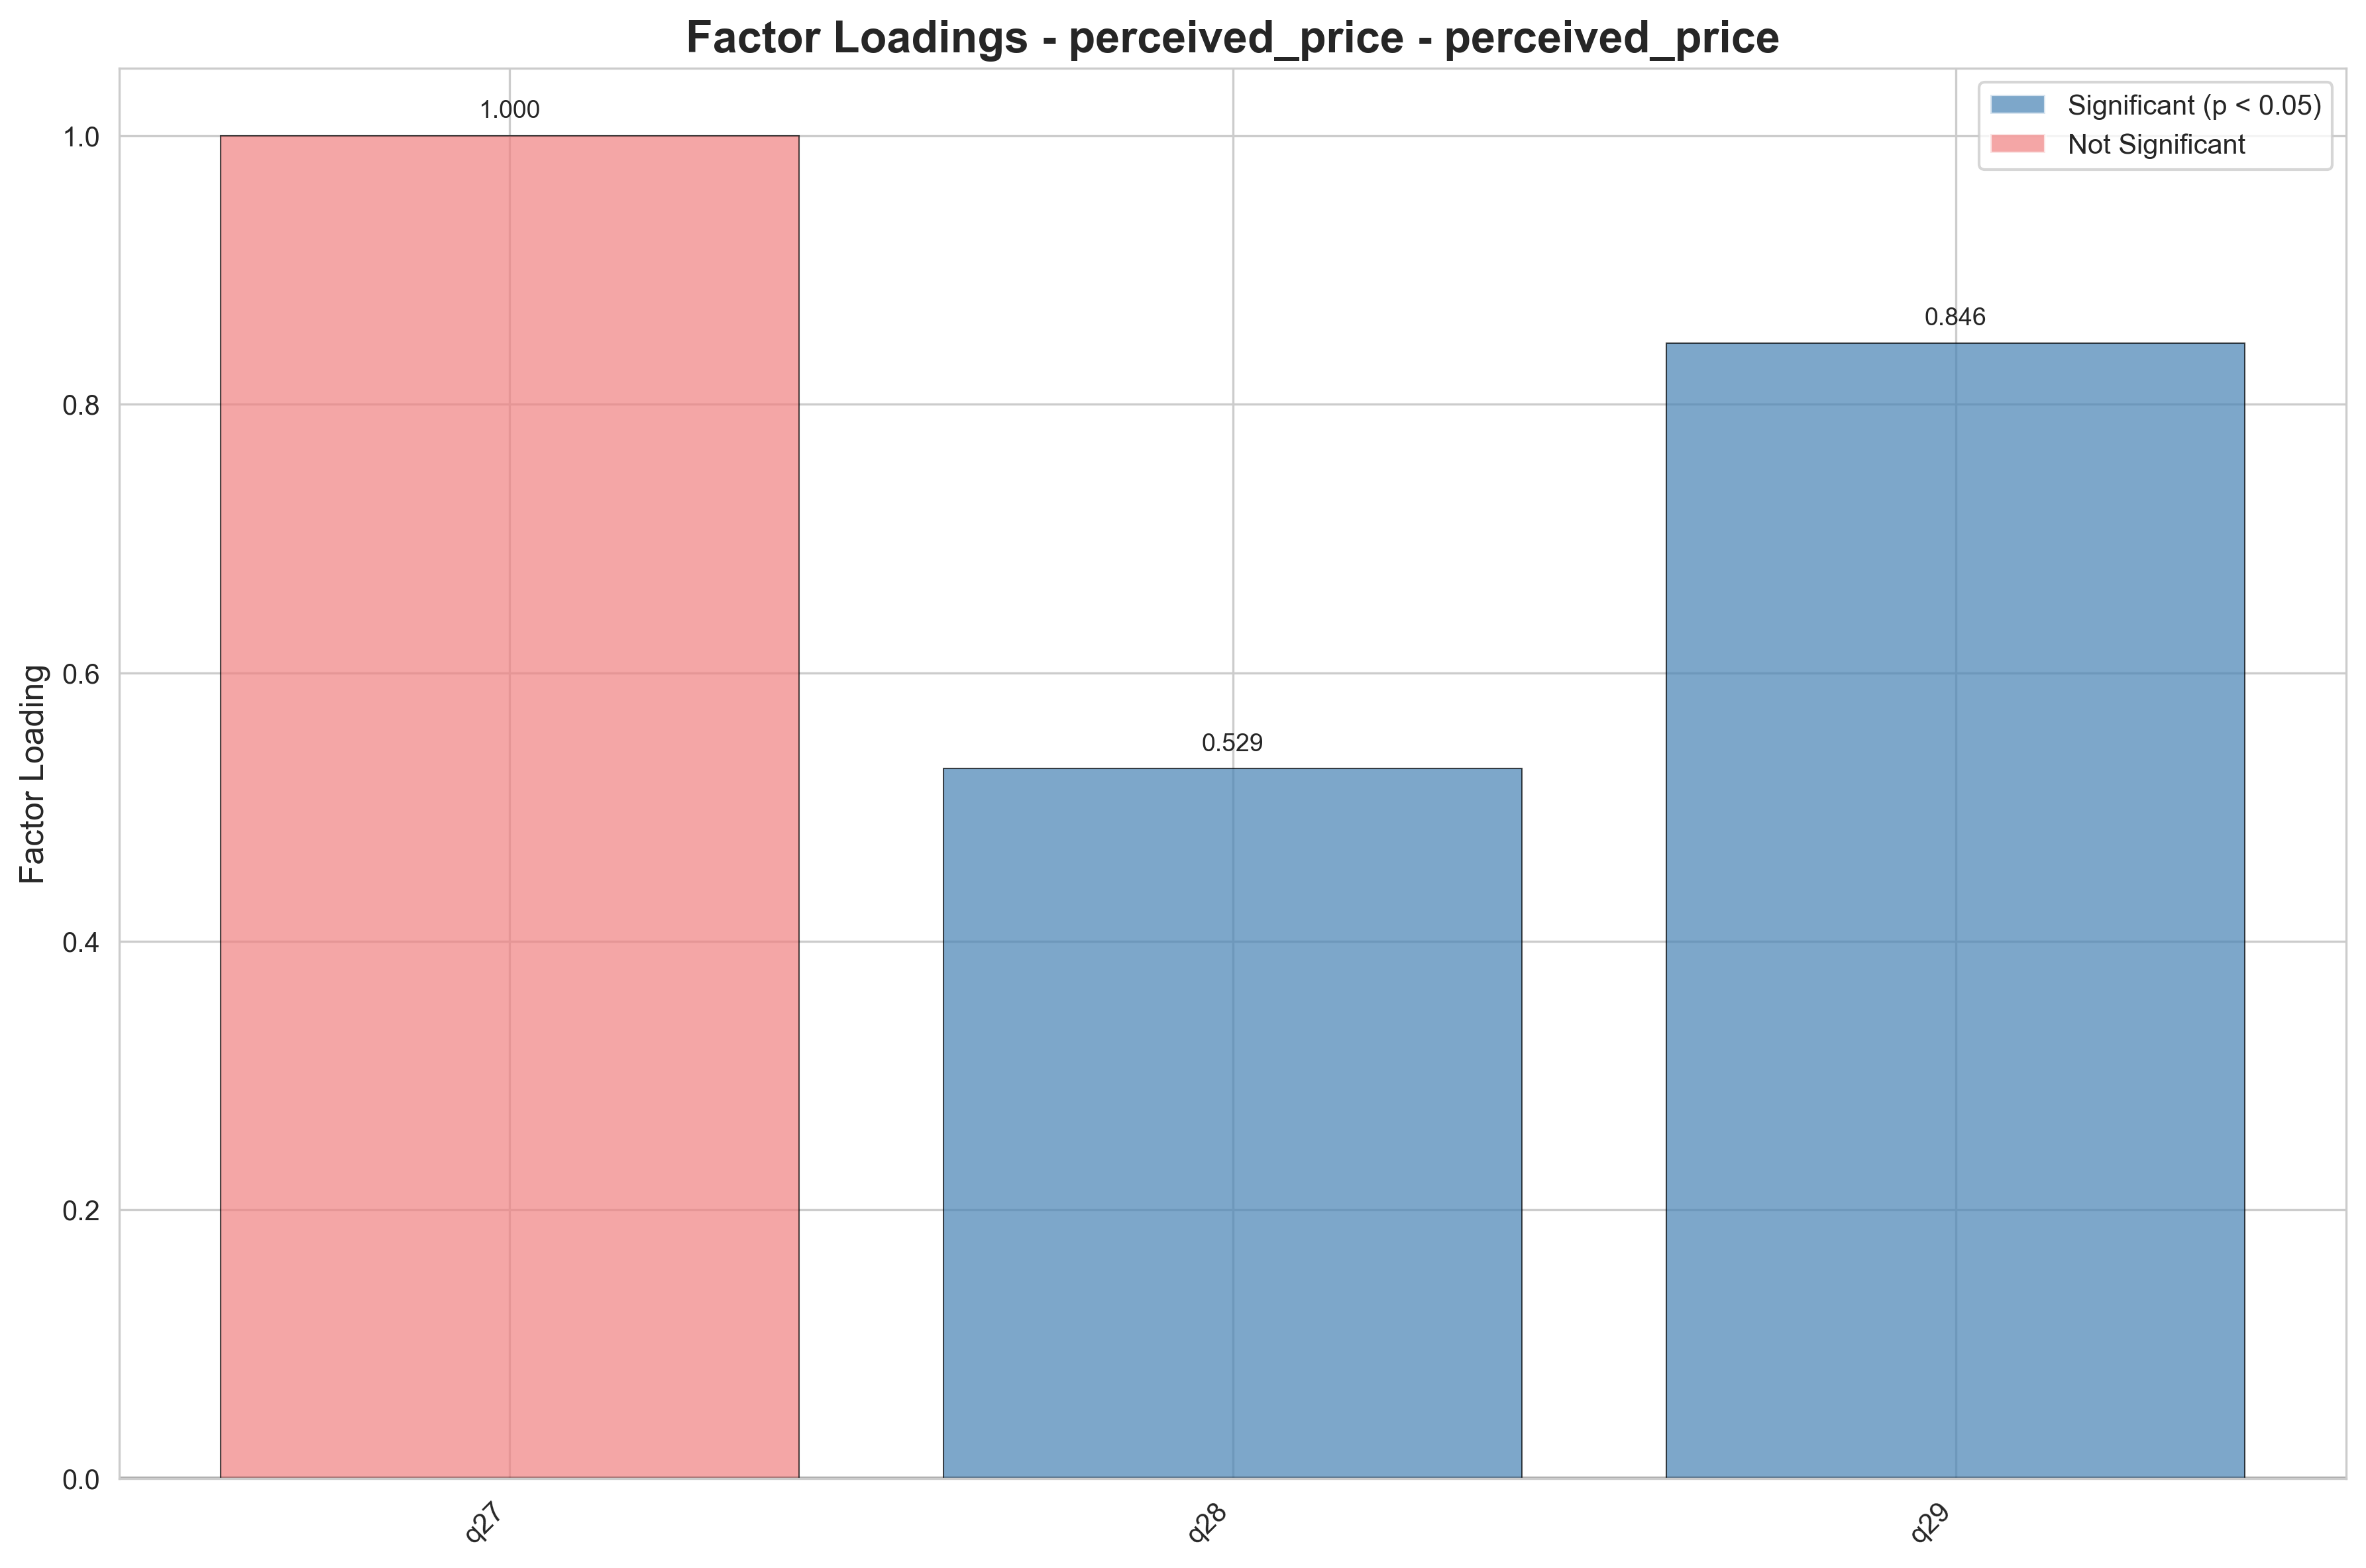 Factor Loadings - perceived_price - perceived_price
Significant (p < 0.05)
Not Significant
1.000
0.529
0.846
Factor Loading
1.0
0.8
0.6
0.4
0.2
0.0
q27
q28
q29